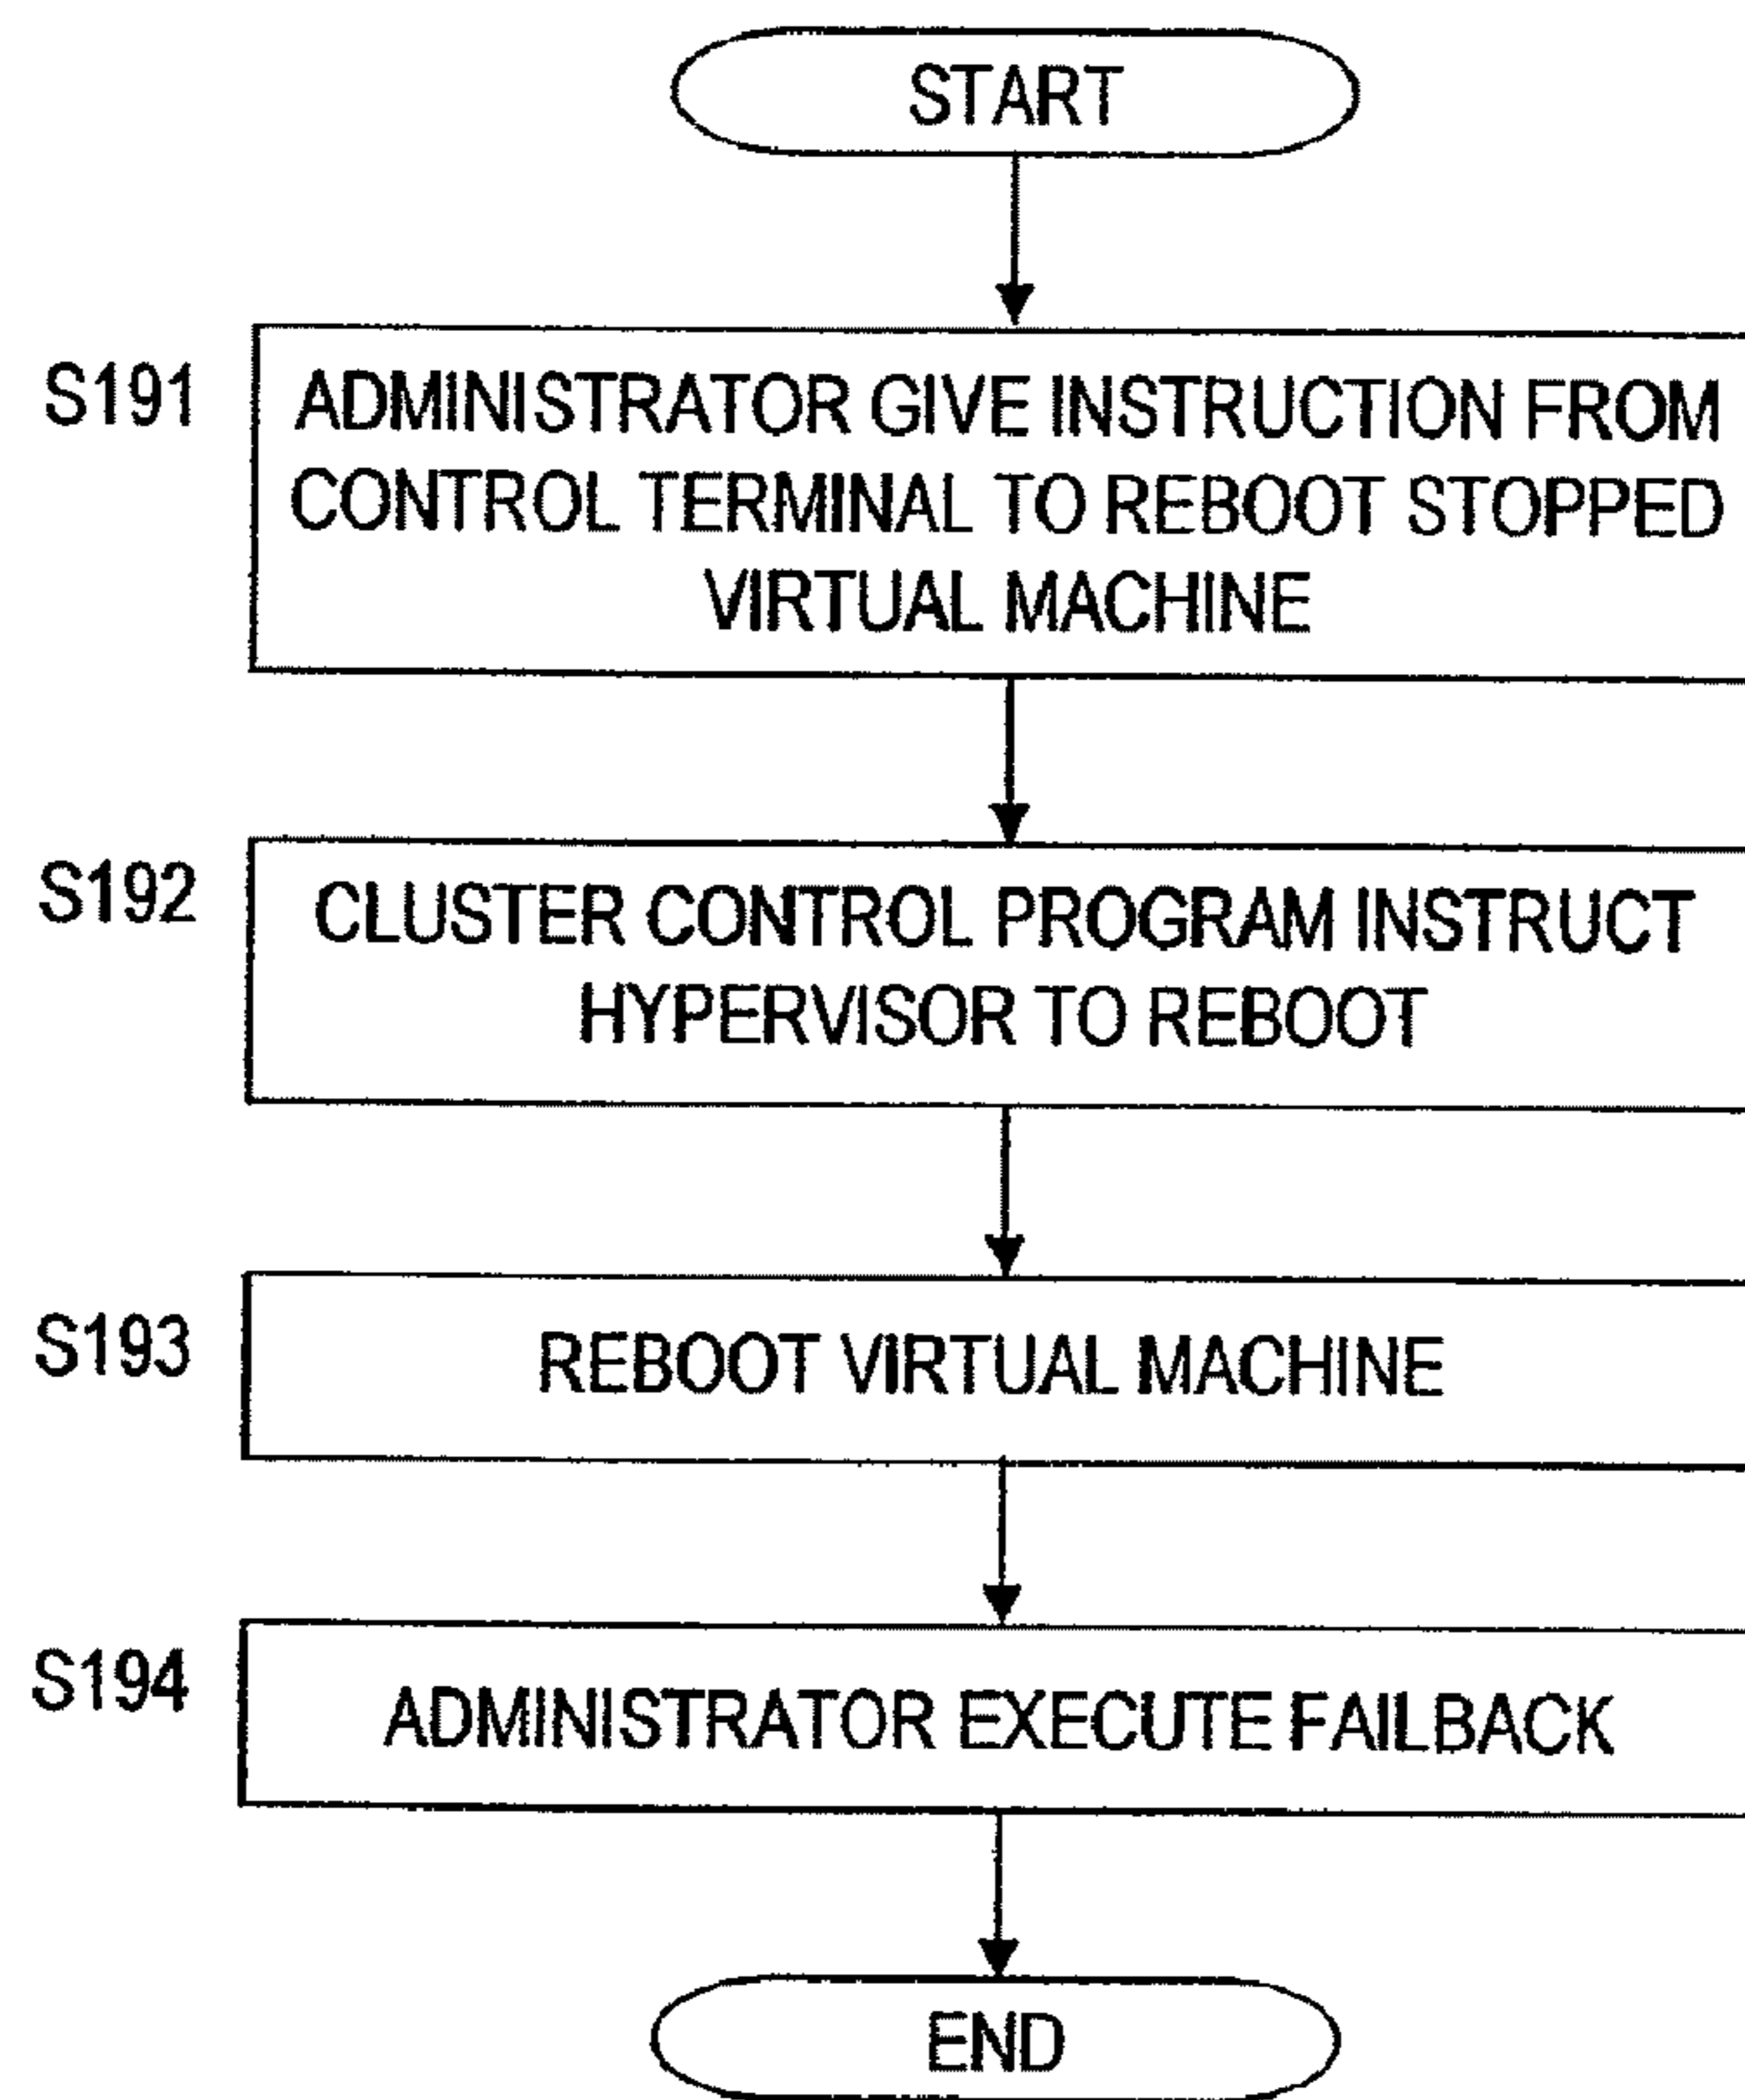 START
S191
ADMINISTRATOR GIVE INSTRUCTION FROM
CONTROL TERMINAL TO REBOOT STOPPED
VIRTUAL MACHINE
S192
CLUSTER CONTROL PROGRAM INSTRUCT
HYPERVISOR TO REBOOT
S193
REBOOT VIRTUAL MACHINE
S194
ADMINISTRATOR EXECUTE FAILBACK
END